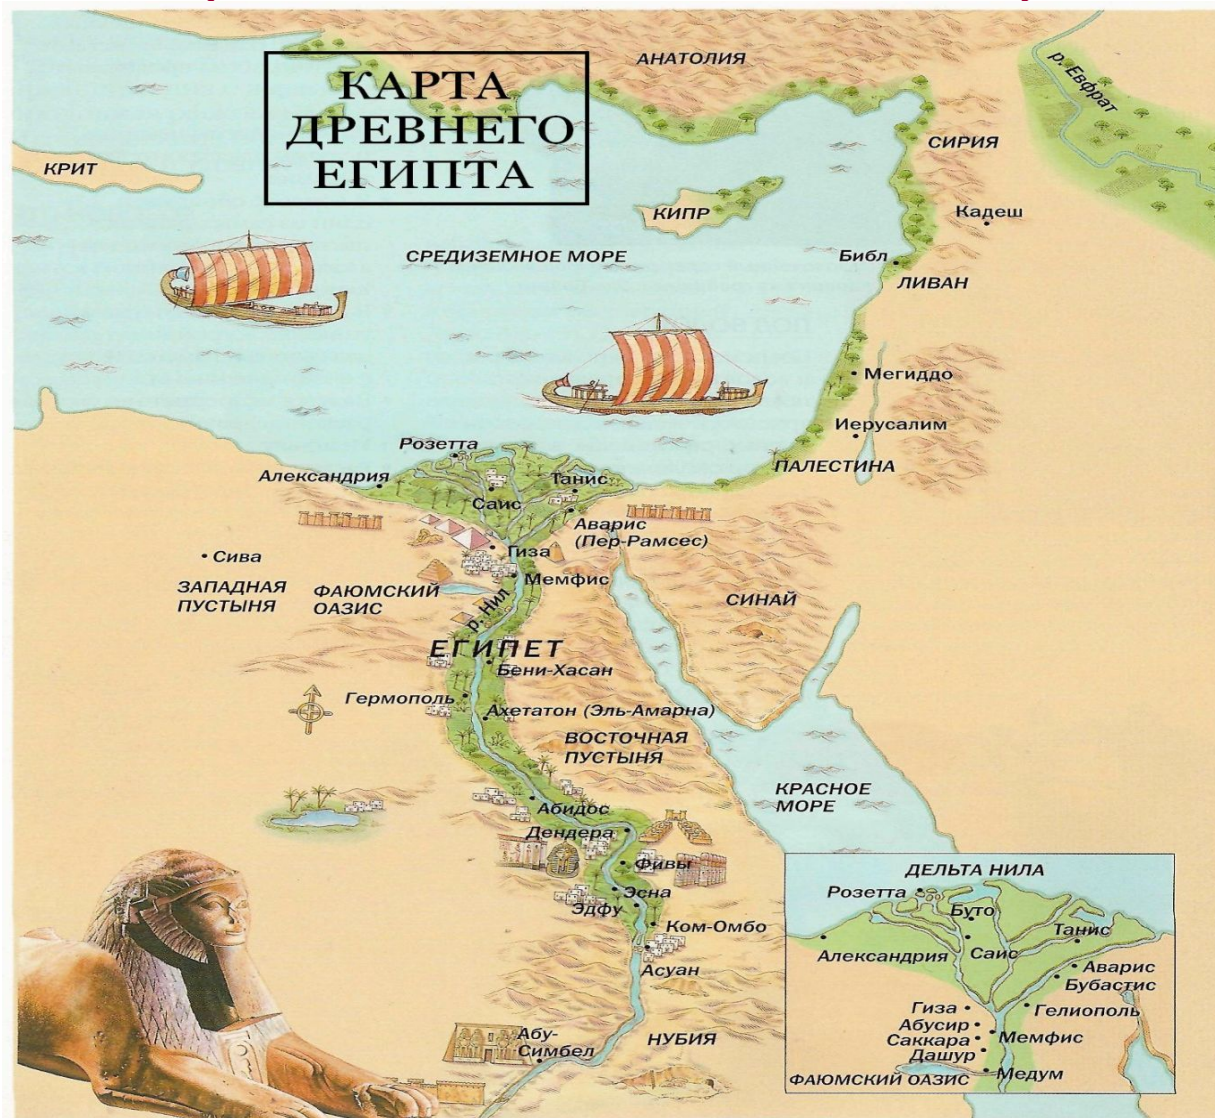 КАРТА
ДРЕВНЕГО
ЕГИПТА
АНАТОЛИЯ
р. Евфрат
СИРИЯ
КРИТ
КИПР
Кадеш
СРЕДИЗЕМНОЕ МОРЕ
Библ
ЛИВАН
Мегиддо
Иерусалим
ПАЛЕСТИНА
Розетта
Александрия
Танис
Саис
Аварис
(Пер-Рамсес)
Гиза
Сива
Мемфис
ЗАПАДНАЯ
ПУСТЫНЯ
ФАЮМСКИЙ
ОАЗИС
р. Нил
СИНАЙ
ЕГИПЕТ
Бени-Хасан
Гермополь
Ахетатон (Эль-Амарна)
ВОСТОЧНАЯ
ПУСТЫНЯ
КРАСНОЕ
МОРЕ
Абидос
Дендера
Фивы
Эсна
Эдфу
Ком-Омбо
Асуан
Абу-
Симбел
НУБИЯ
ДЕЛЬТА НИЛА
Розетта
Буто
Танис
Александрия
Саис
Аварис
Бубастис
Гиза
Гелиополь
Абусир
Саккара
Мемфис
Дашур
ФАЮМСКИЙ ОАЗИС
Медум